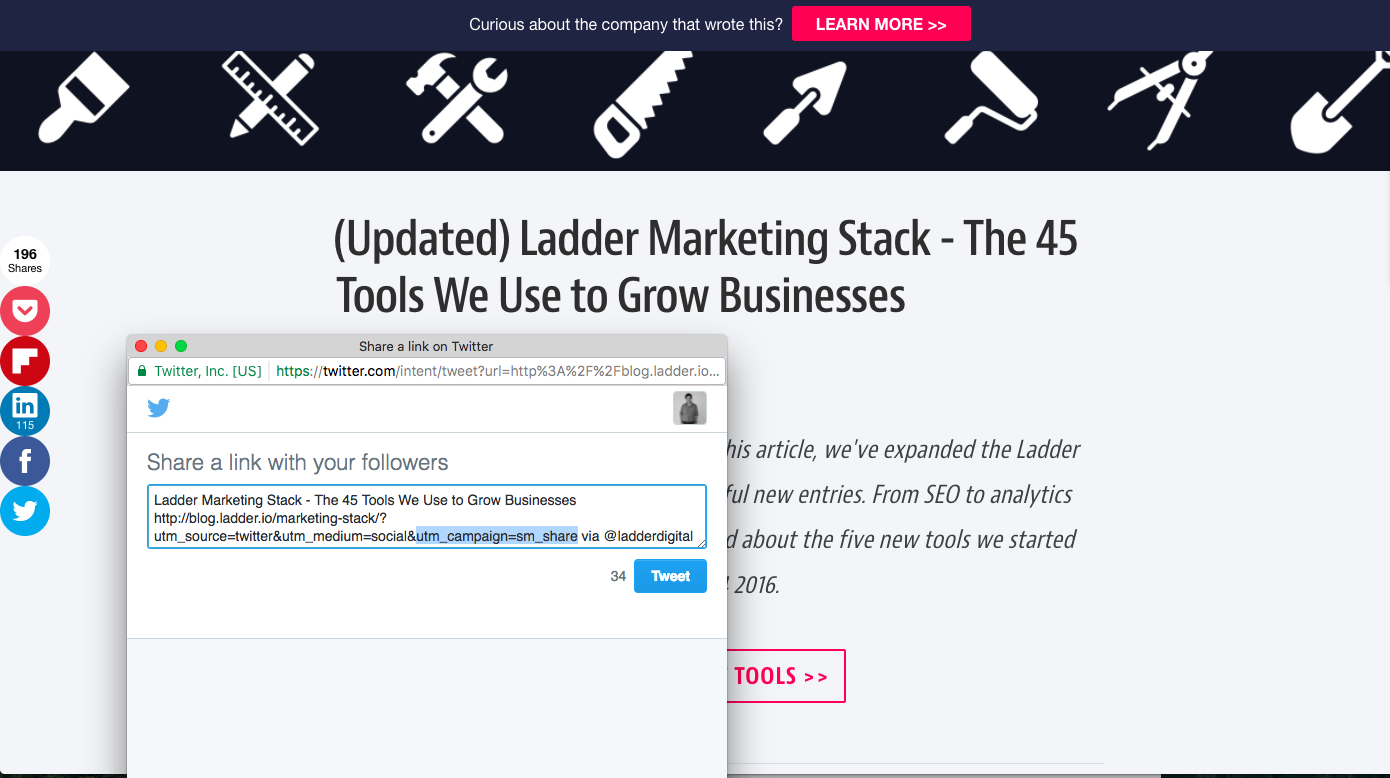 Curious about the company that wrote this?
LEARN MORE >>
(Updated) Ladder Marketing Stack - The 45
Tools We Use to Grow Businesses
196
Shares
in
115
f
Share a link on Twitter
Twitter, Inc. [US]
https://twitter.com/intent/tweet?url=http%3A%2F%2Fblog.ladder.io...
Share a link with your followers
Ladder Marketing Stack - The 45 Tools We Use to Grow Businesses
http://blog.ladder.io/marketing-stack/?
utm_source=twitter&utm_medium=social&utm_campaign=sm_share via @ladderdigital
34
Tweet
article, we've expanded the Ladder
new entries. From SEO to analytics
about the five new tools we started
2016.
TOOLS >>